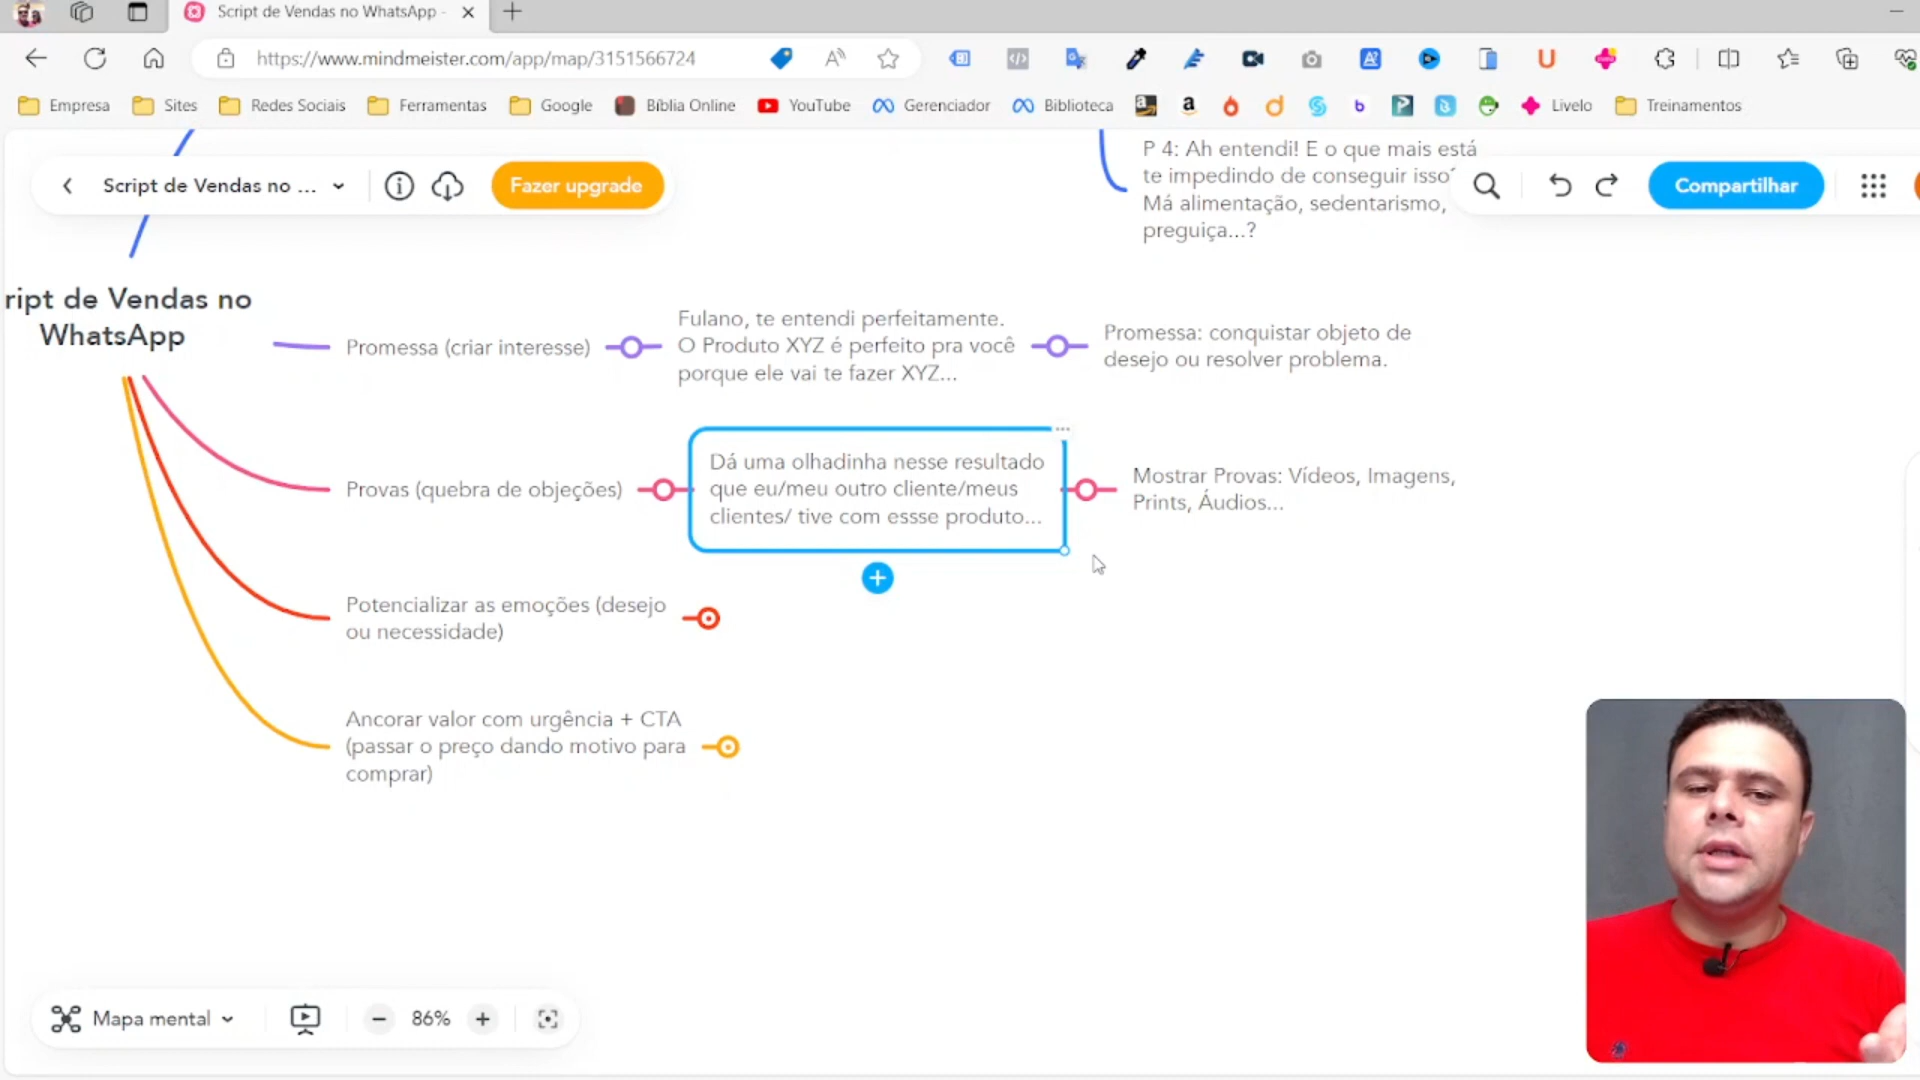 Script de Vendas no WhatsApp -
https://www.mindmeister.com/app/map/3151566724
Empresa
Sites
Redes Sociais
Ferramentas
Google
Bíblia Online
YouTube
Gerenciador
Biblioteca
Livelo
Treinamentos
Script de Vendas no ...
Fazer upgrade
Compartilhar
P 4: Ah entendi! E o que mais está
te impedindo de conseguir isso?
Má alimentação, sedentarismo,
preguiça...?
ript de Vendas no
WhatsApp
Promessa (criar interesse)
Fulano, te entendi perfeitamente.
O Produto XYZ é perfeito pra você
porque ele vai te fazer XYZ...
Promessa: conquistar objeto de
desejo ou resolver problema.
Provas (quebra de objeções)
Dá uma olhadinha nesse resultado
que eu/meu outro cliente/meus
clientes/ tive com essse produto...
Mostrar Provas: Vídeos, Imagens,
Prints, Áudios...
Potencializar as emoções (desejo
ou necessidade)
Ancorar valor com urgência + CTA
(passar o preço dando motivo para
comprar)
Mapa mental
86%